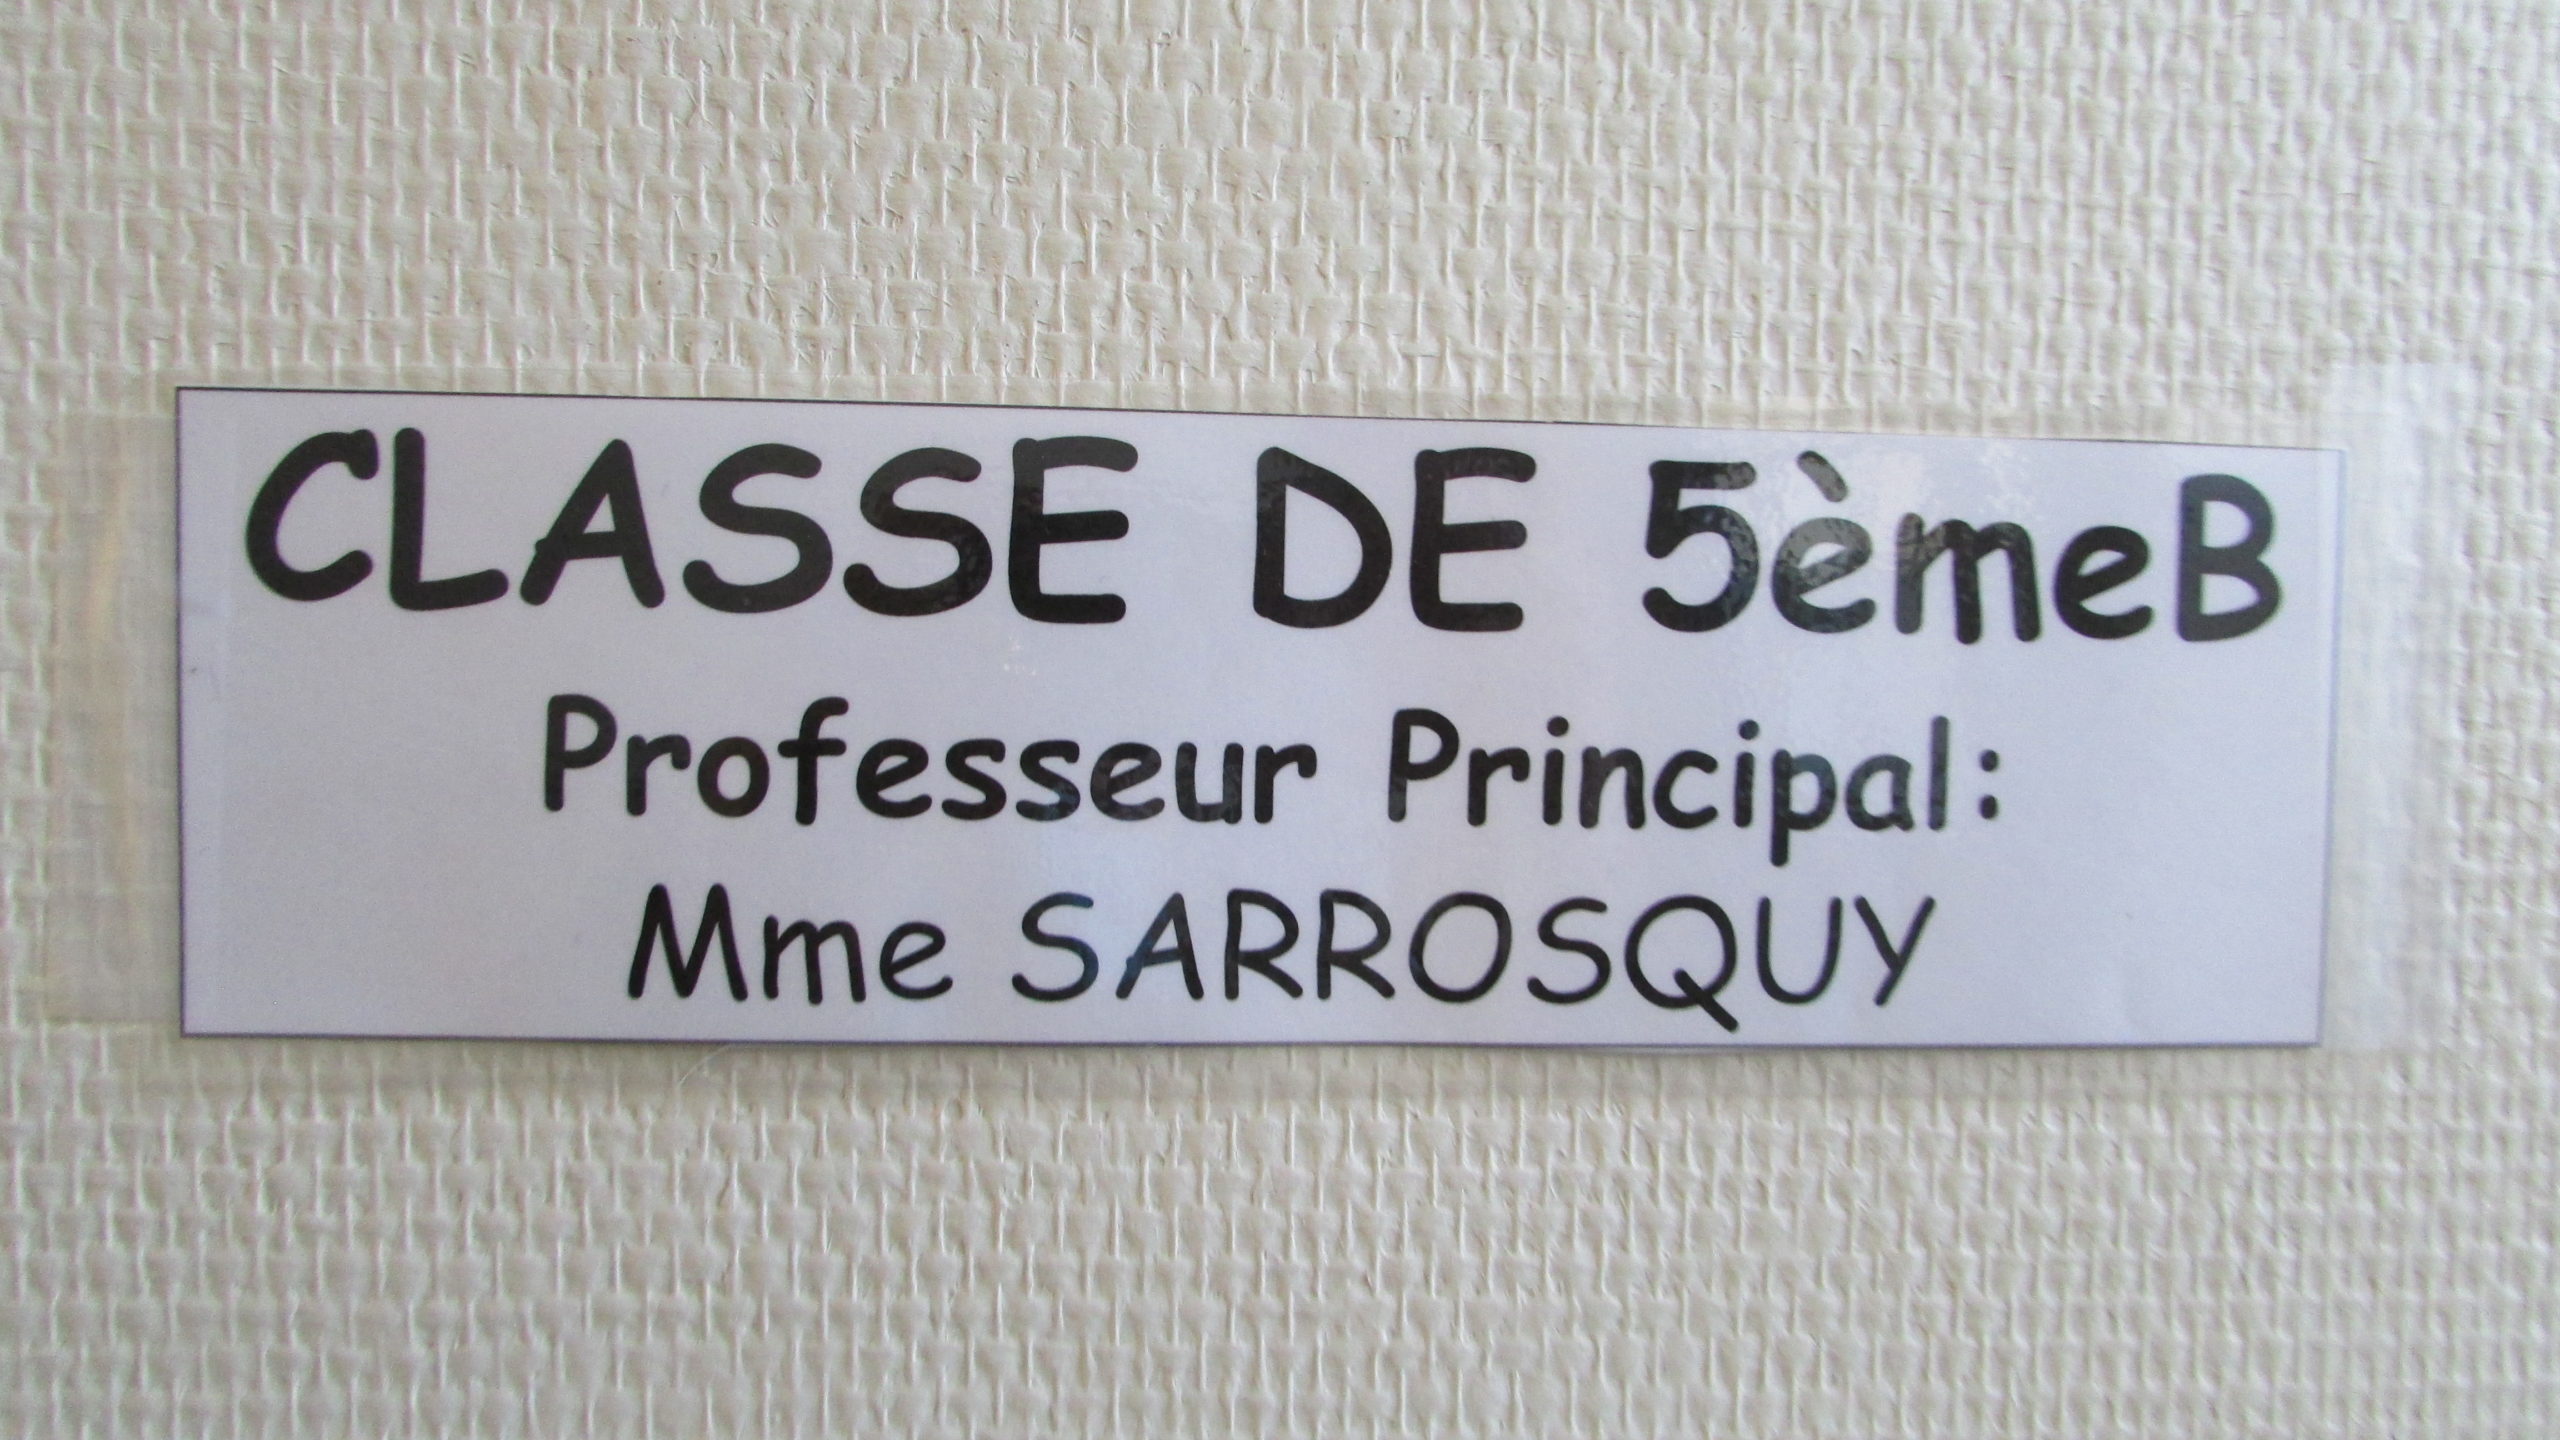 CLASSE DE 5èmeB
Professeur Principal:
Mme SARROSQUY